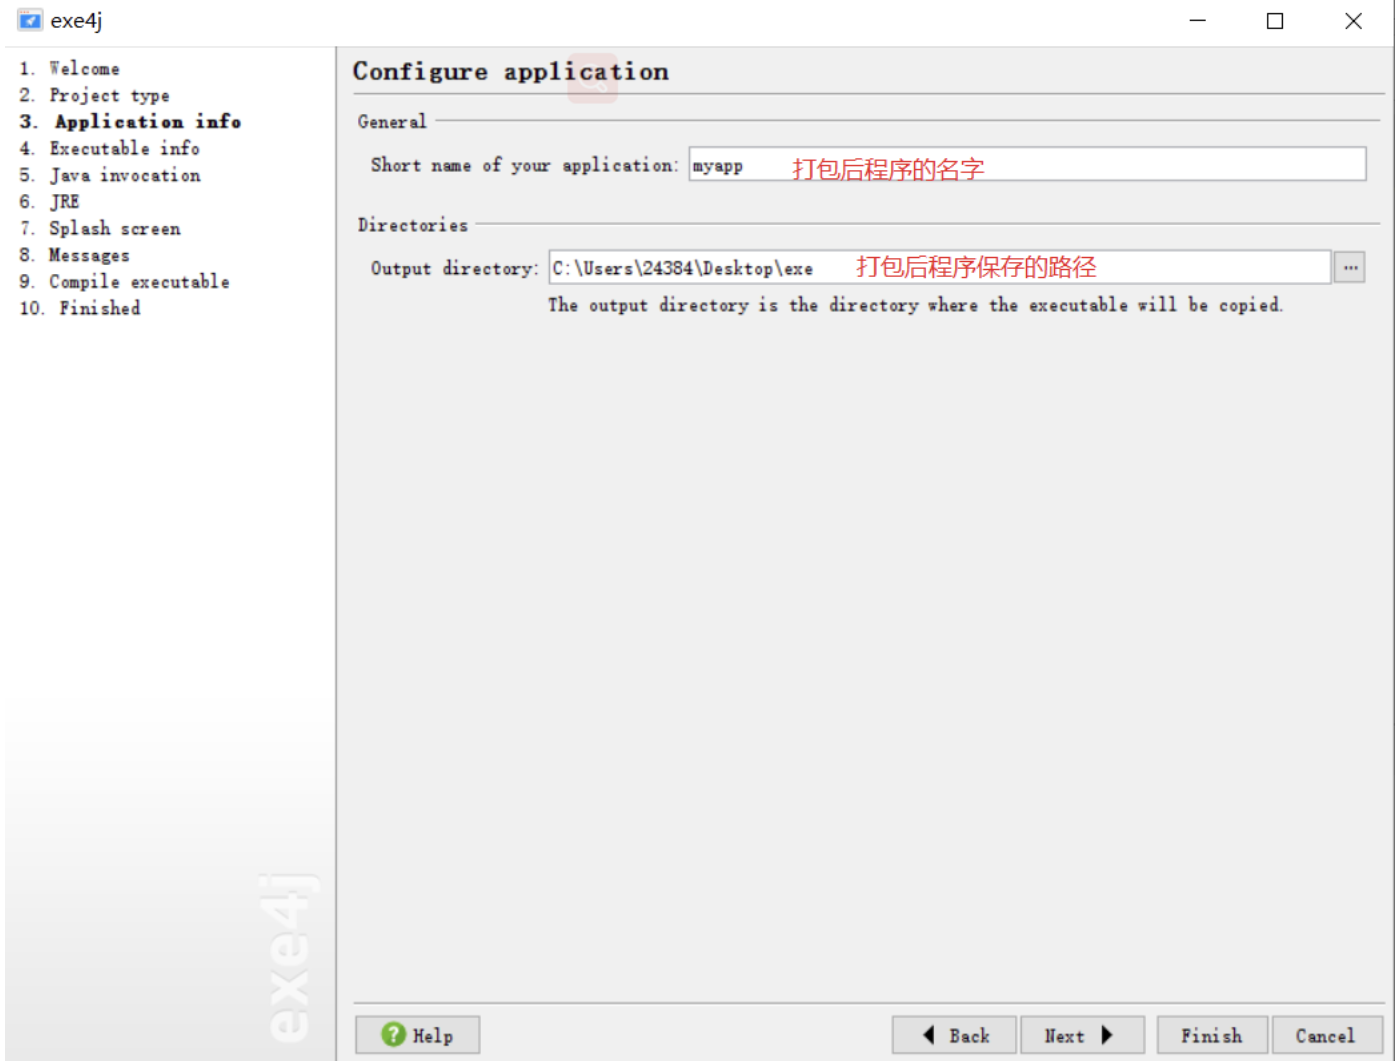 exe4j
1. Welcome
2. Project type
3. Application info
4. Executable info
5. Java invocation
6. JRE
7. Splash screen
8. Messages
9. Compile executable
10. Finished
exe4j
Configure application
General
Short name of your application: myapp 打包后程序的名字
Directories
Output directory: C:\Users\24384\Desktop\exe 打包后程序保存的路径 ...
The output directory is the directory where the executable will be copied.
? Help
Back Next Finish Cancel